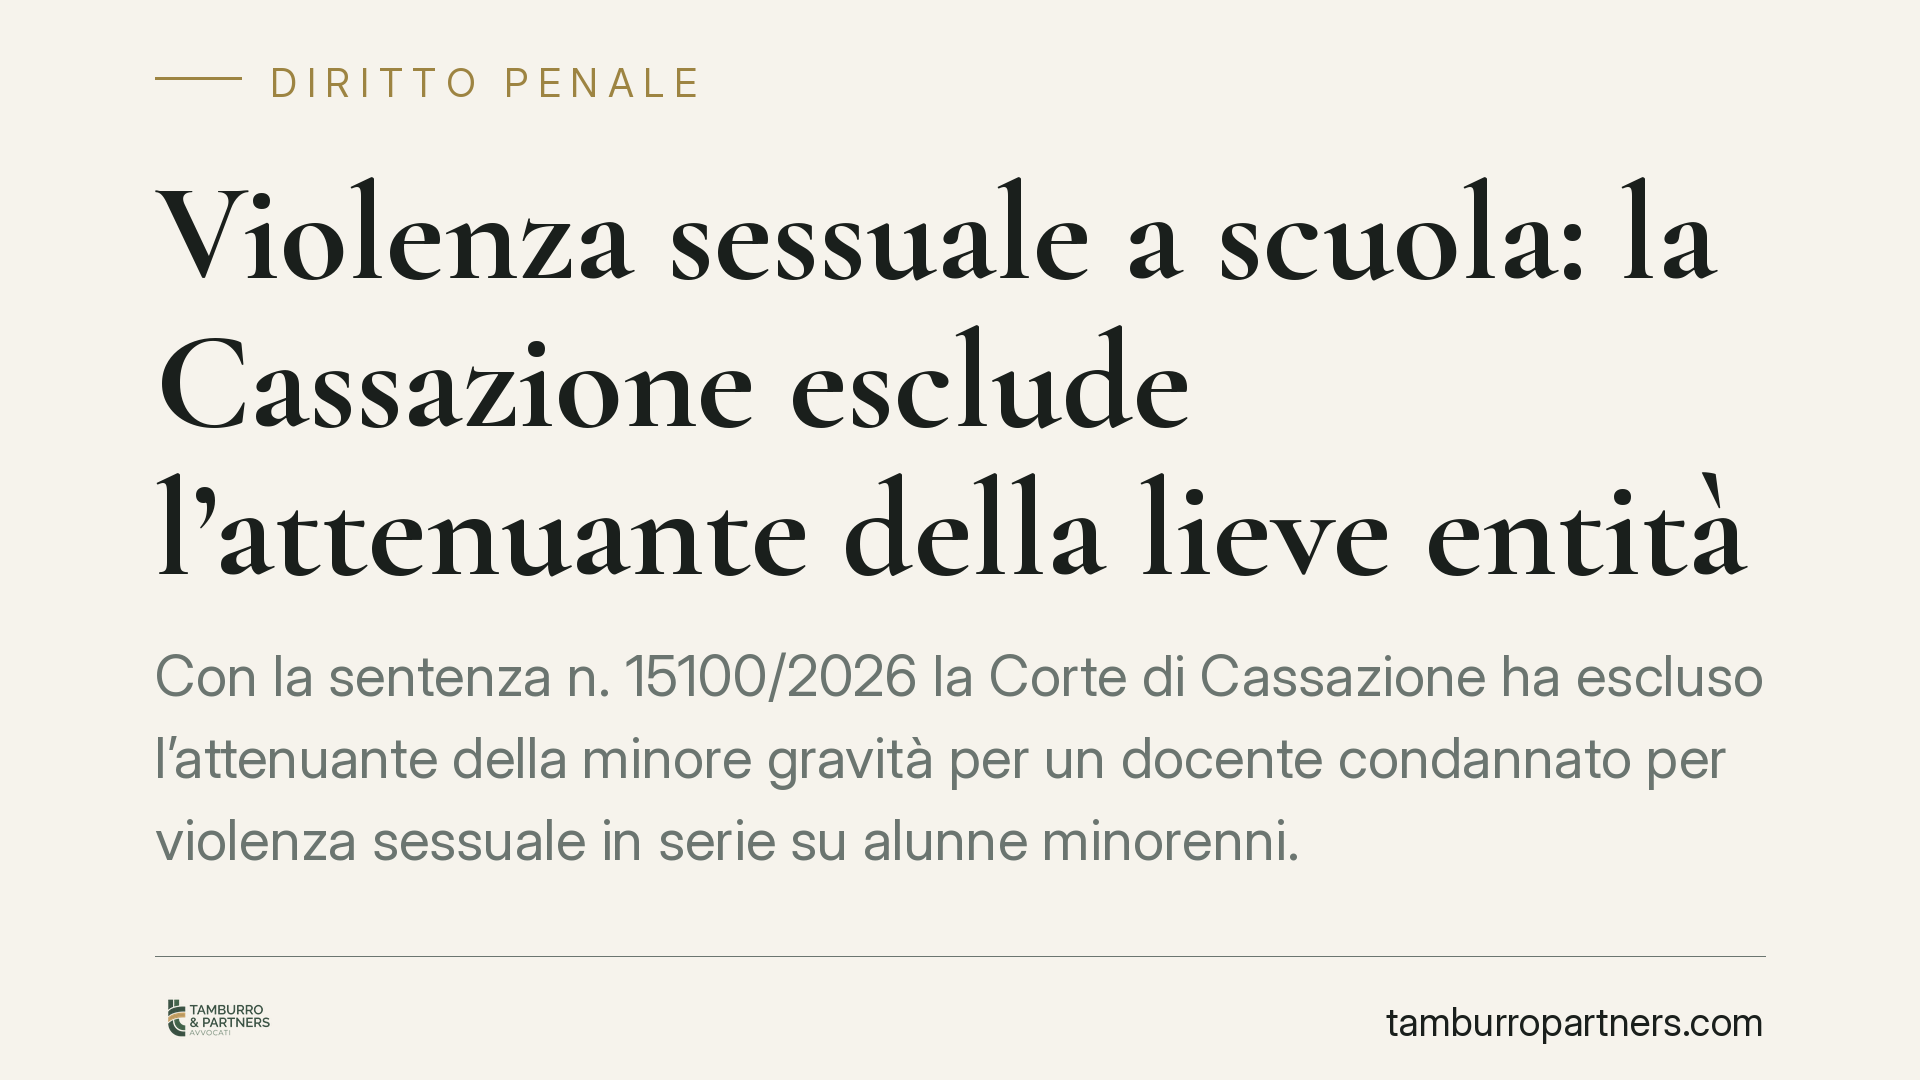 DIRITTO PENALE
Violenza sessuale a scuola: la
Cassazione esclude
l’attenuante della lieve entità
Con la sentenza n. 15100/2026 la Corte di Cassazione ha escluso
l’attenuante della minore gravità per un docente condannato per
violenza sessuale in serie su alunne minorenni.
TAMBURRO
& PARTNERS
AVVOCATI
tamburropartners.com